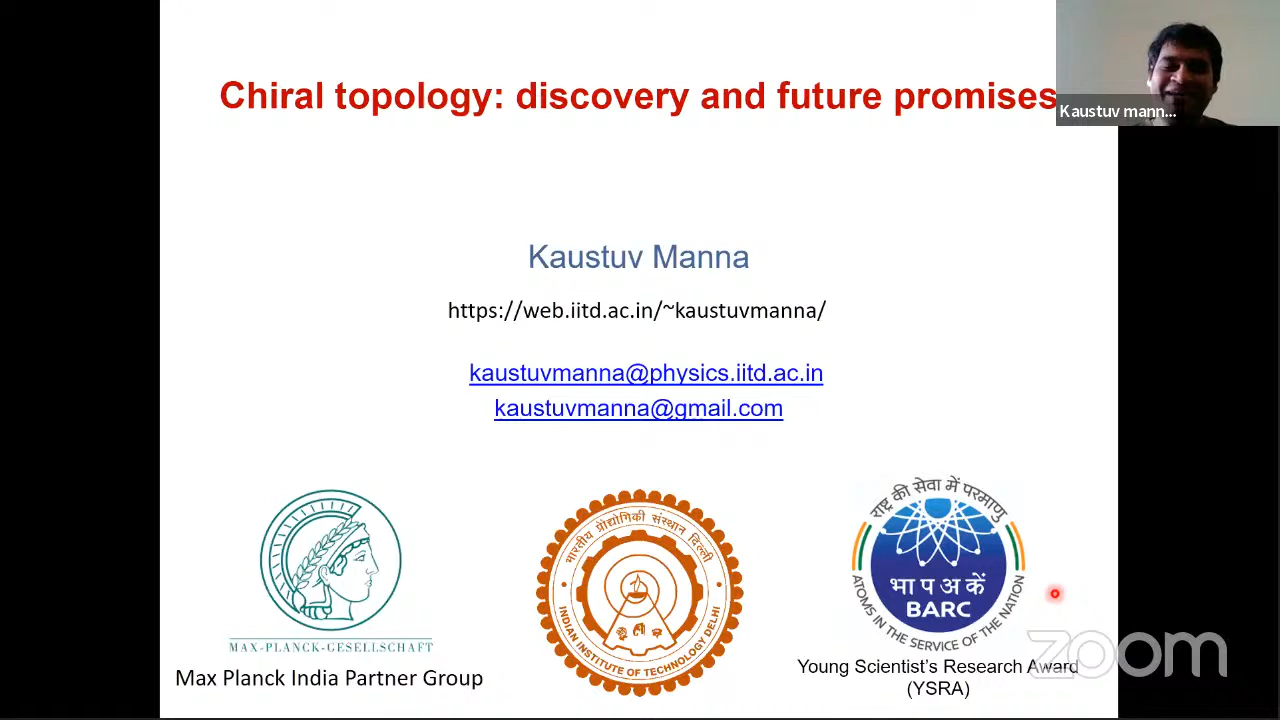 Chiral topology: discovery and future promises
Kaustuv mann...
Kaustuv Manna
https://web.iitd.ac.in/~kaustuvmanna/
kaustuvmanna@physics.iitd.ac.in
kaustuvmanna@gmail.com
MAX-PLANCK-GESELLSCHAFT
Max Planck India Partner Group
भारतीय प्रौद्योगिकी संस्थान दिल्ली
INDIAN INSTITUTE OF TECHNOLOGY DELHI
राष्ट्र की सेवा में परमाणु
भा प अ कें
BARC
ATOMS IN THE SERVICE OF THE NATION
Young Scientist's Research Award
(YSRA)
zoom